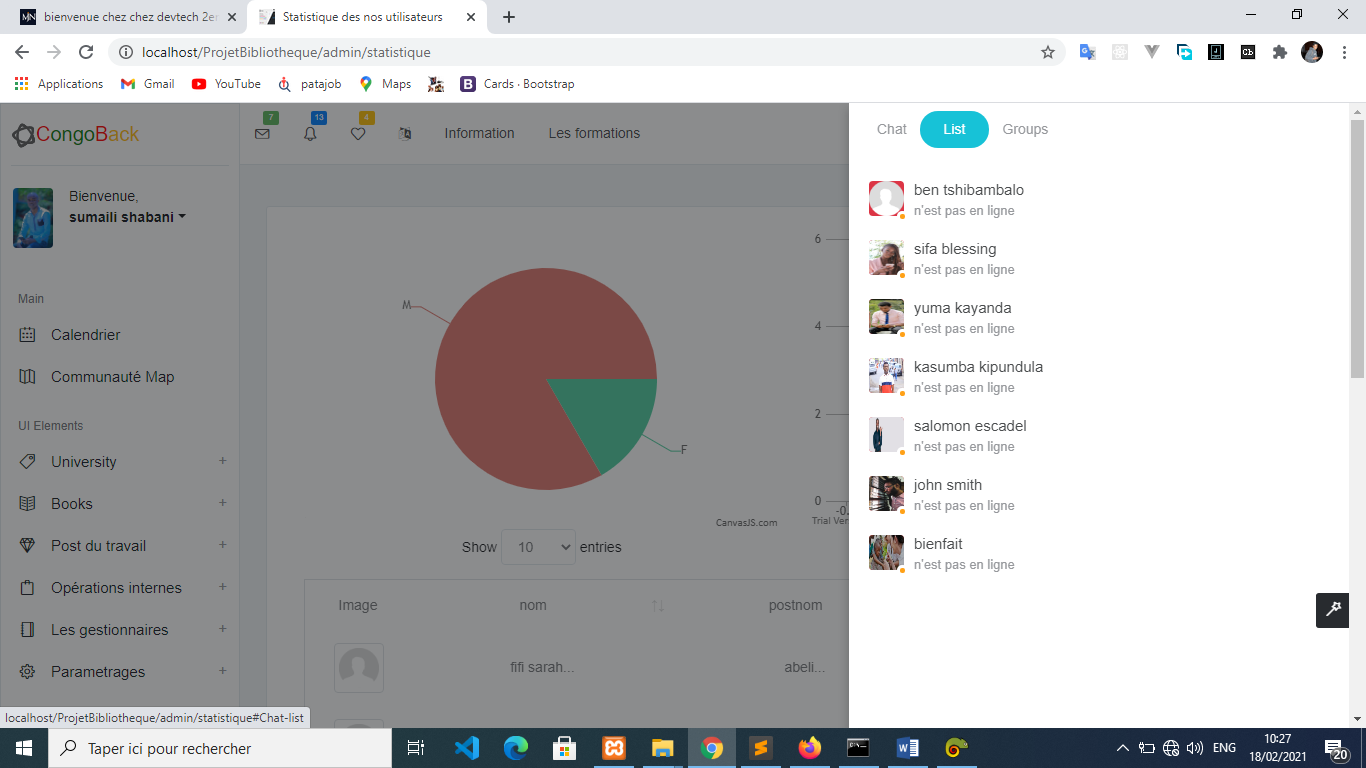 bienvenue chez chez devtech 2er
Statistique des nos utilisateurs
localhost/ProjetBibliotheque/admin/statistique
Applications Gmail YouTube patajob Maps Cards · Bootstrap
CongoBack
7 13 4
Information Les formations
Bienvenue,
sumaili shabani
Main
Calendrier
Communauté Map
UI Elements
University +
Books +
Post du travail +
Opérations internes +
Les gestionnaires +
Parametrages +
M
F
6
4
2
0
-0.
CanvasJS.com
Trial Ver
Show 10 entries
Image nom postnom
fifi sarah... abeli...
Chat List Groups
ben tshibambalo
n'est pas en ligne
sifa blessing
n'est pas en ligne
yuma kayanda
n'est pas en ligne
kasumba kipundula
n'est pas en ligne
salomon escadel
n'est pas en ligne
john smith
n'est pas en ligne
bienfait
n'est pas en ligne
localhost/ProjetBibliotheque/admin/statistique#Chat-list
Taper ici pour rechercher
ENG
10:27
18/02/2021
20